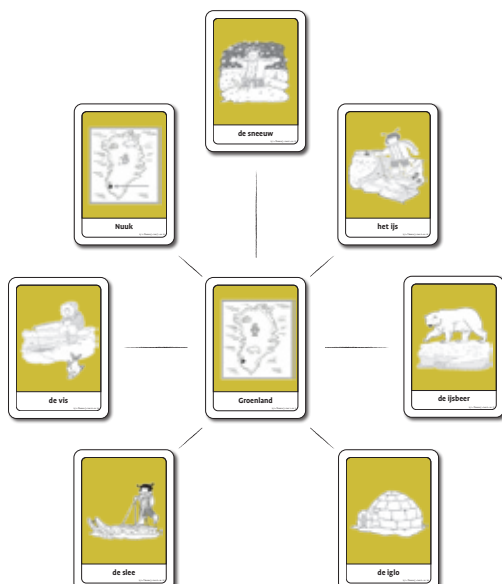 de sneeuw
Nuuk
het ijs
de vis
Groenland
de ijsbeer
de slee
de iglo